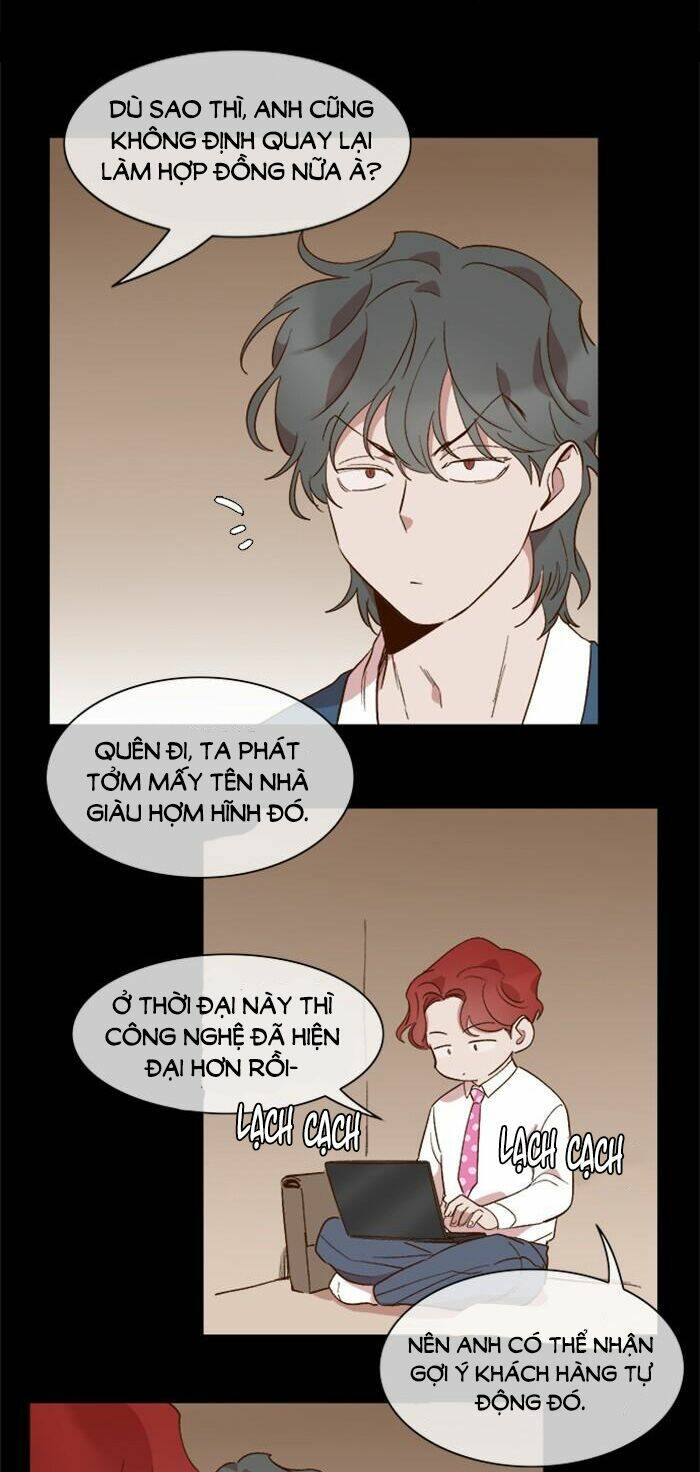 DÙ SAO THÌ, ANH CŨNG
KHÔNG ĐỊNH QUAY LẠI
LÀM HỢP ĐỒNG NỮA À?
QUÊN ĐI, TA PHÁT
TỞM MẤY TÊN NHÀ
GIÀU HỢM HĨNH ĐÓ.
Ở THỜI ĐẠI NÀY THÌ
CÔNG NGHỆ ĐÃ HIỆN
ĐẠI HƠN RỒI-
LẠCH CẠCH
LẠCH CẠCH
NÊN ANH CÓ THỂ NHẬN
GỢI Ý KHÁCH HÀNG TỰ
ĐỘNG ĐÓ.